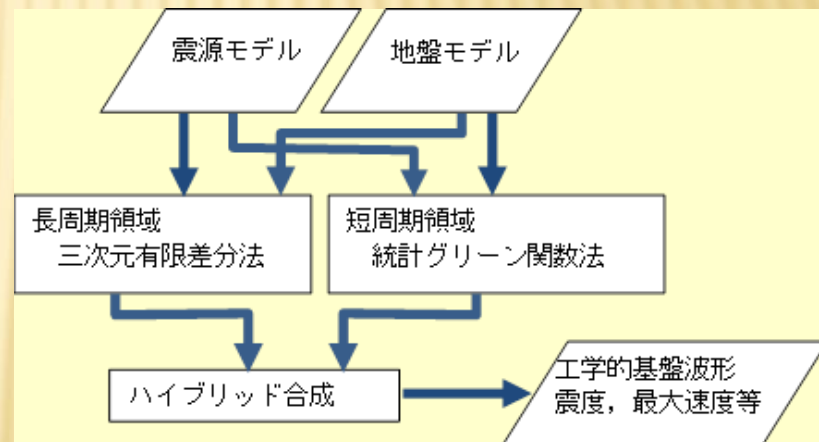 震源モデル
地盤モデル
長周期領域
三次元有限差分法
短周期領域
統計グリーン関数法
ハイブリッド合成
工学的基盤波形
震度，最大速度等